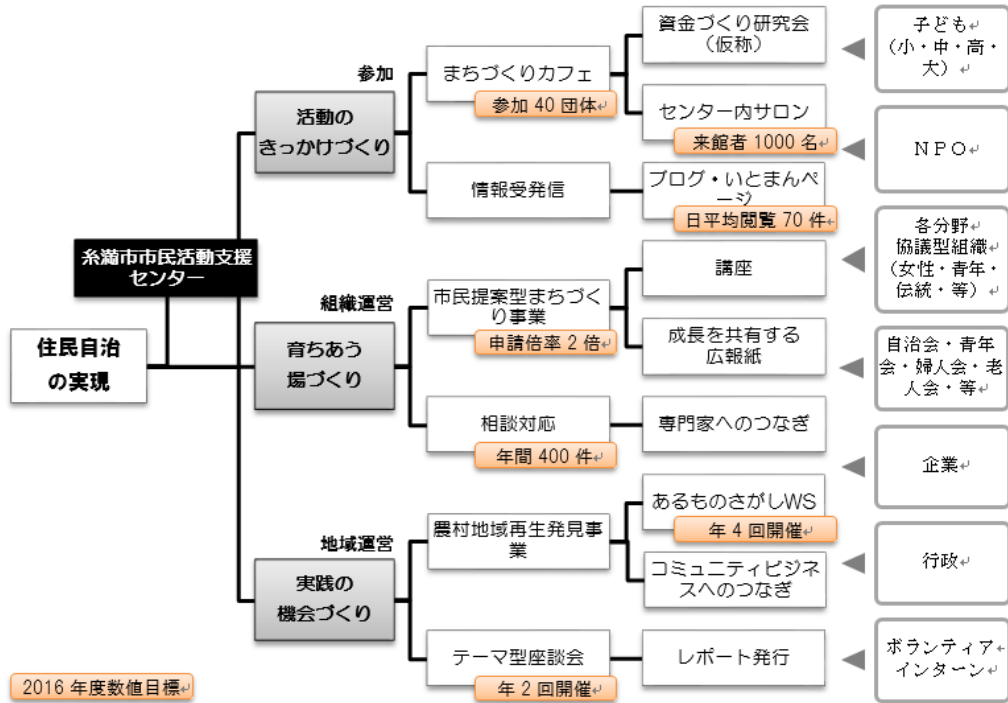 参加
活動の
きっかけづくり
まちづくりカフェ
参加 40 団体
資金づくり研究会
(仮称)
センター内サロン
来館者 1000 名
情報受発信
ブログ・いとまんペ
ージ
日平均閲覧 70 件
糸満市市民活動支援
センター
住民自治
の実現
組織運営
育ちあう
場づくり
市民提案型まちづく
り事業
申請倍率 2 倍
講座
成長を共有する
広報紙
相談対応
年間 400 件
専門家へのつなぎ
地域運営
実践の
機会づくり
農村地域再生発見事
業
あるものさがしWS
年 4 回開催
コミュニティビジネ
スへのつなぎ
テーマ型座談会
年 2 回開催
レポート発行
2016 年度数値目標
子ども
(小・中・高・
大)
NPO
各分野
協議型組織
(女性・青年・
伝統・等)
自治会・青年
会・婦人会・老
人会・等
企業
行政
ボランティア
インターン